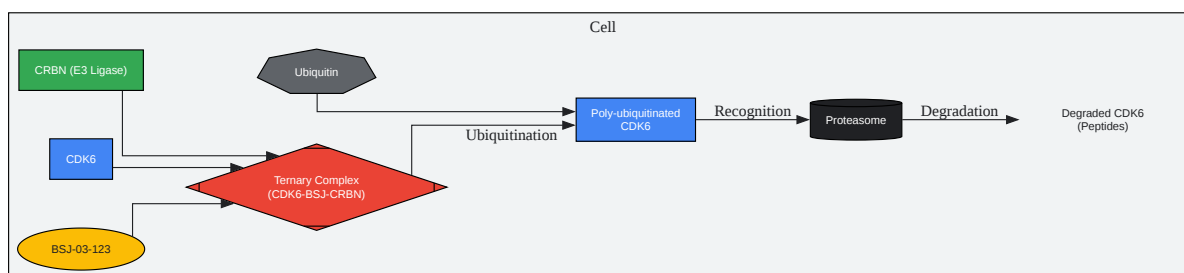 Cell
CRBN (E3 Ligase)
Ubiquitin
CDK6
Ternary Complex
(CDK6-BSJ-CRBN)
BSJ-03-123
Ubiquitination
Poly-ubiquitinated
CDK6
Recognition
Proteasome
Degradation
Degraded CDK6
(Peptides)